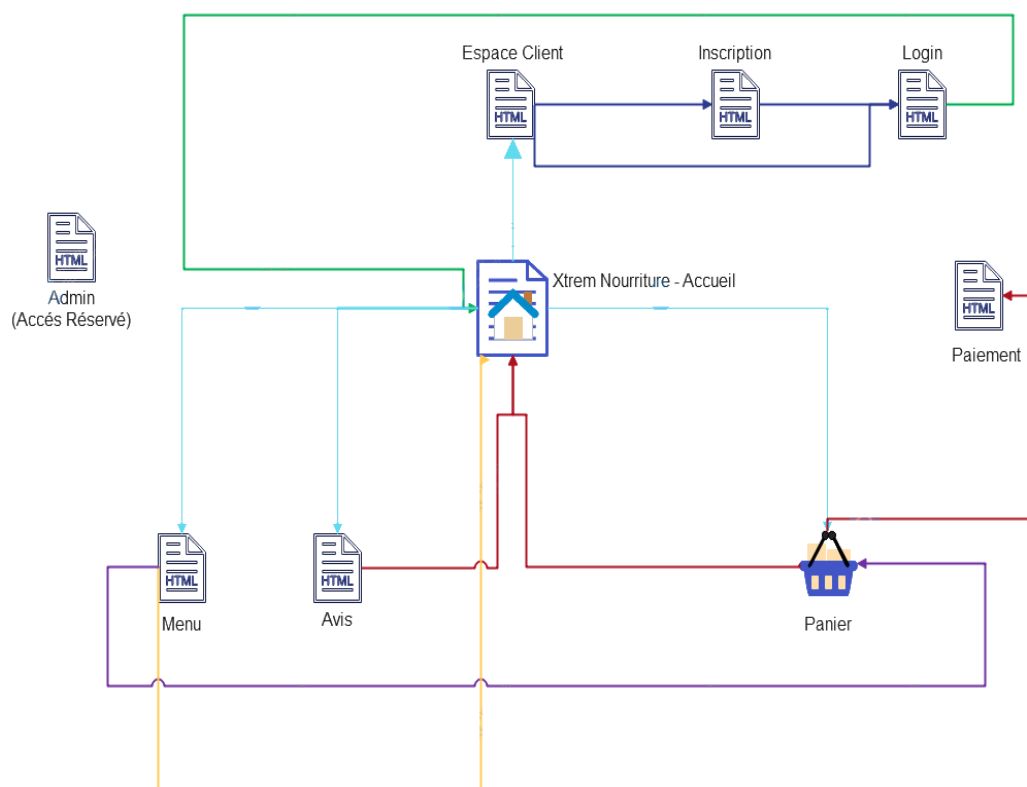 Espace Client
Inscription
Login
HTML
HTML
HTML
HTML
Admin
(Accés Réservé)
Xtrem Nourriture - Accueil
HTML
Paiement
HTML
Menu
HTML
Avis
Panier